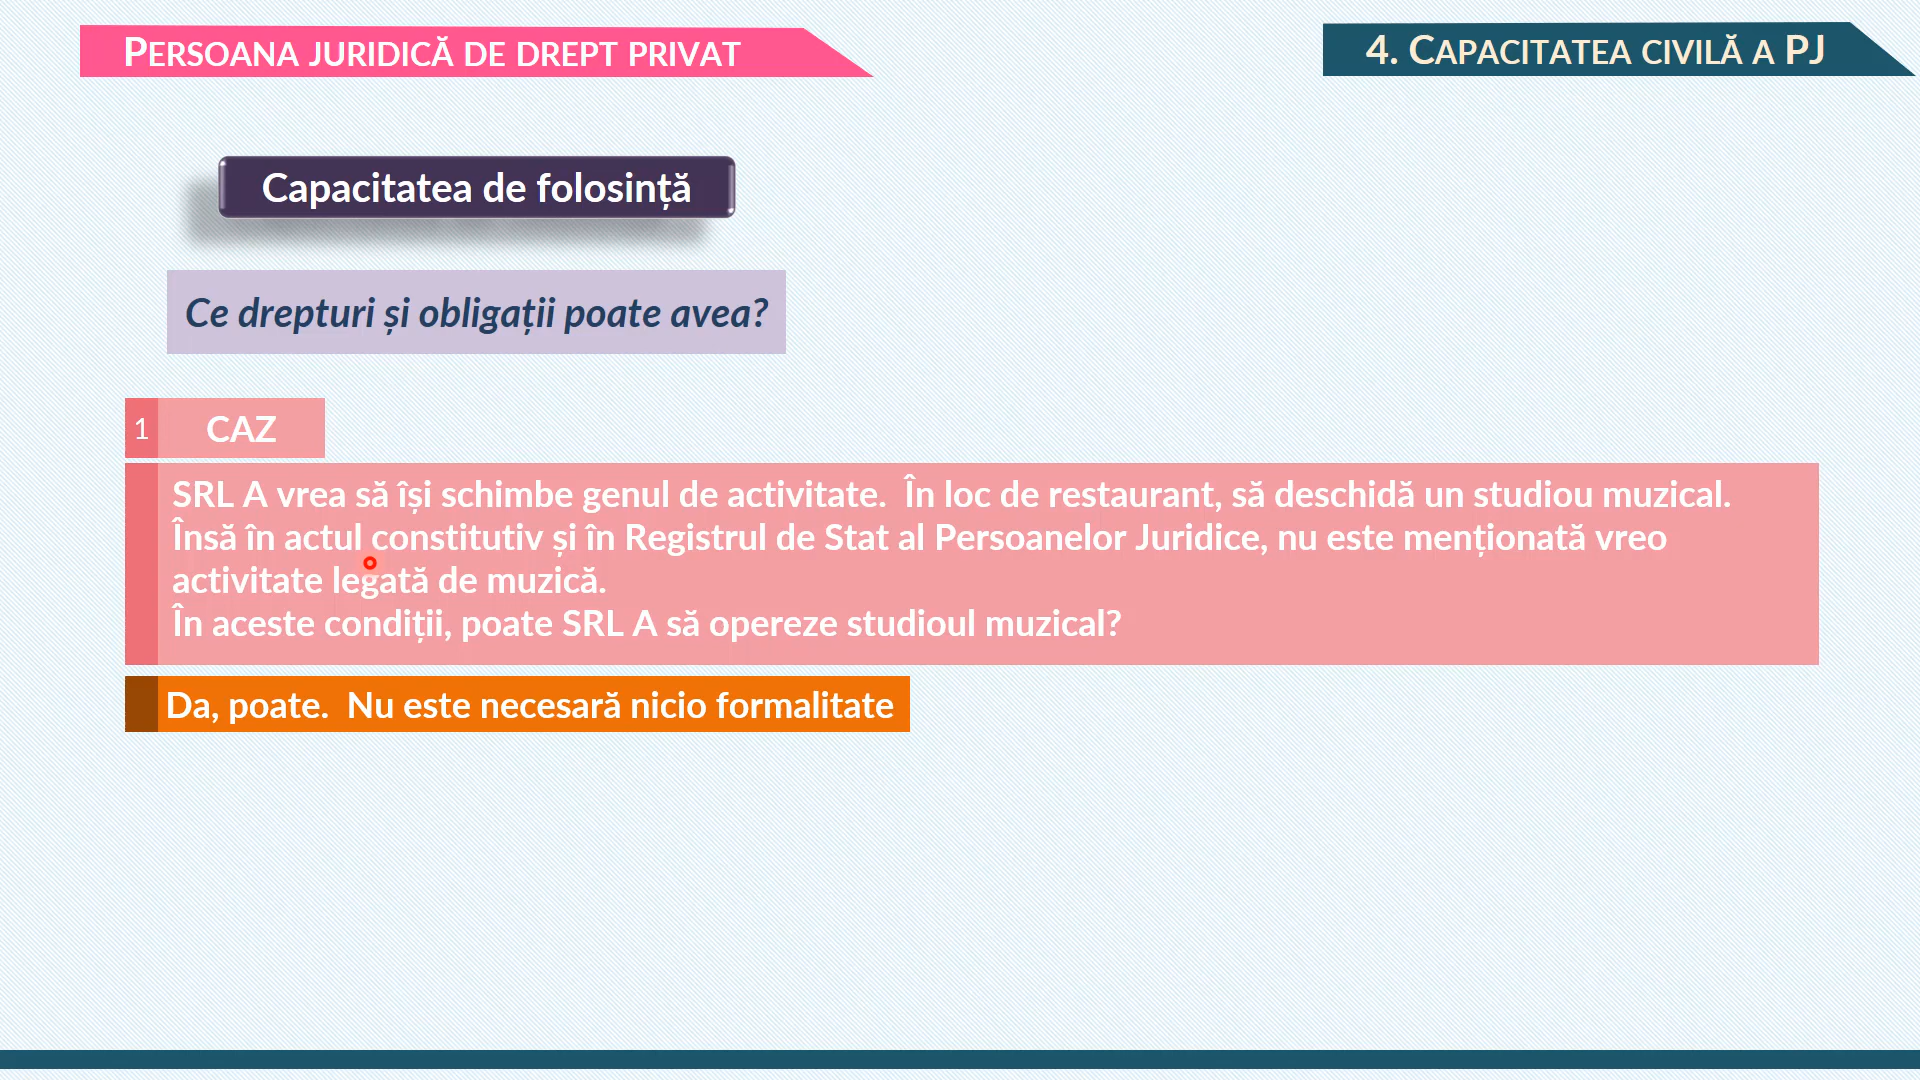 PERSOANA JURIDICĂ DE DREPT PRIVAT
4. CAPACITATEA CIVILĂ A PJ
Capacitatea de folosință
Ce drepturi și obligații poate avea?
1 CAZ
SRL A vrea să își schimbe genul de activitate. În loc de restaurant, să deschidă un studiou muzical.
Însă în actul constitutiv și în Registrul de Stat al Persoanelor Juridice, nu este menționată vreo
activitate legată de muzică.
În aceste condiții, poate SRL A să opereze studioul muzical?
Da, poate. Nu este necesară nicio formalitate